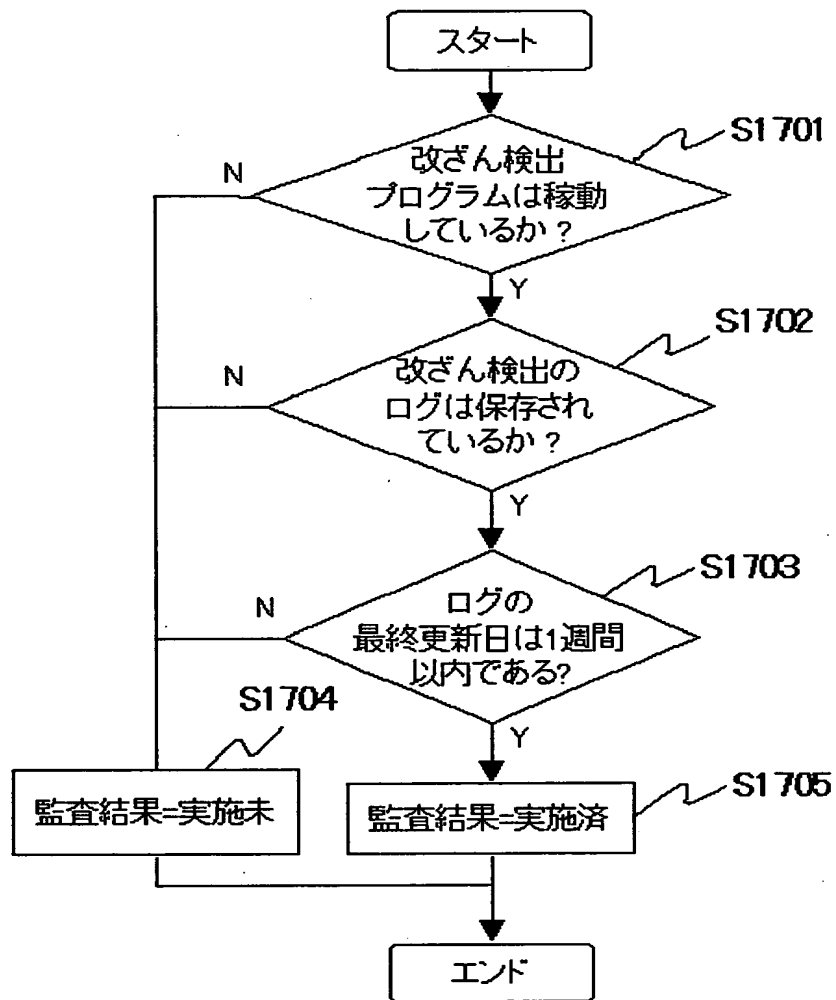 スタート
S1701
改ざん検出
プログラムは稼動
しているか?
N
Y
S1702
改ざん検出の
ログは保存され
ているか?
N
Y
S1703
ログの
最終更新日は1週間
以内である?
N
Y
S1704
監査結果=実施未
S1705
監査結果=実施済
エンド